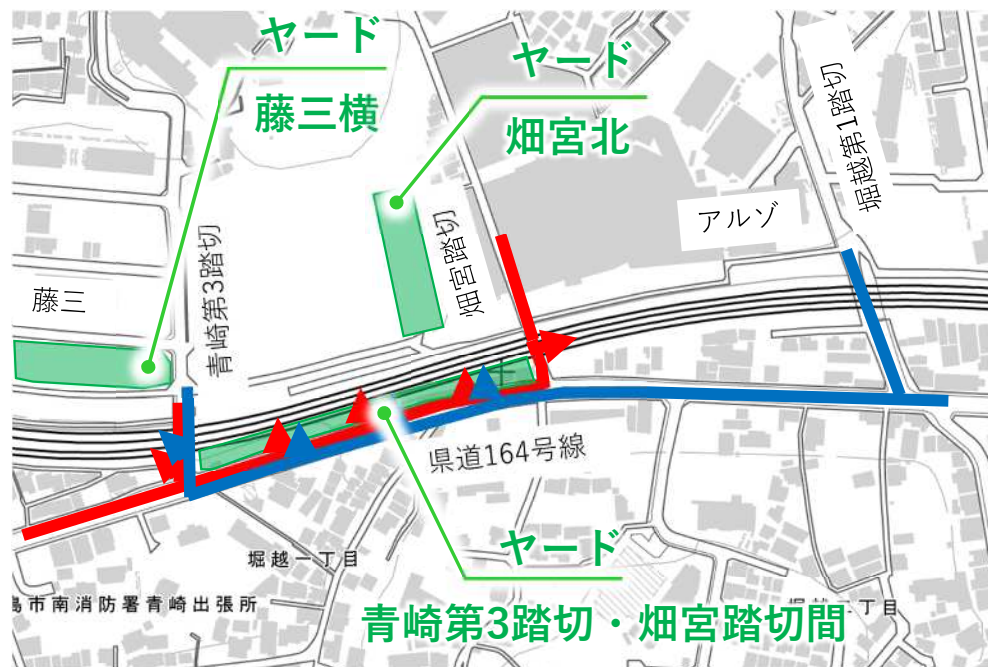 ヤード
藤三横
ヤード
畑宮北
堀越第1踏切
アルゾ
畑宮踏切
青崎第3踏切
藤三
県道164号線
堀越一丁目
ヤード
島市南消防署青崎出張所
青崎第3踏切・畑宮踏切間
丁目